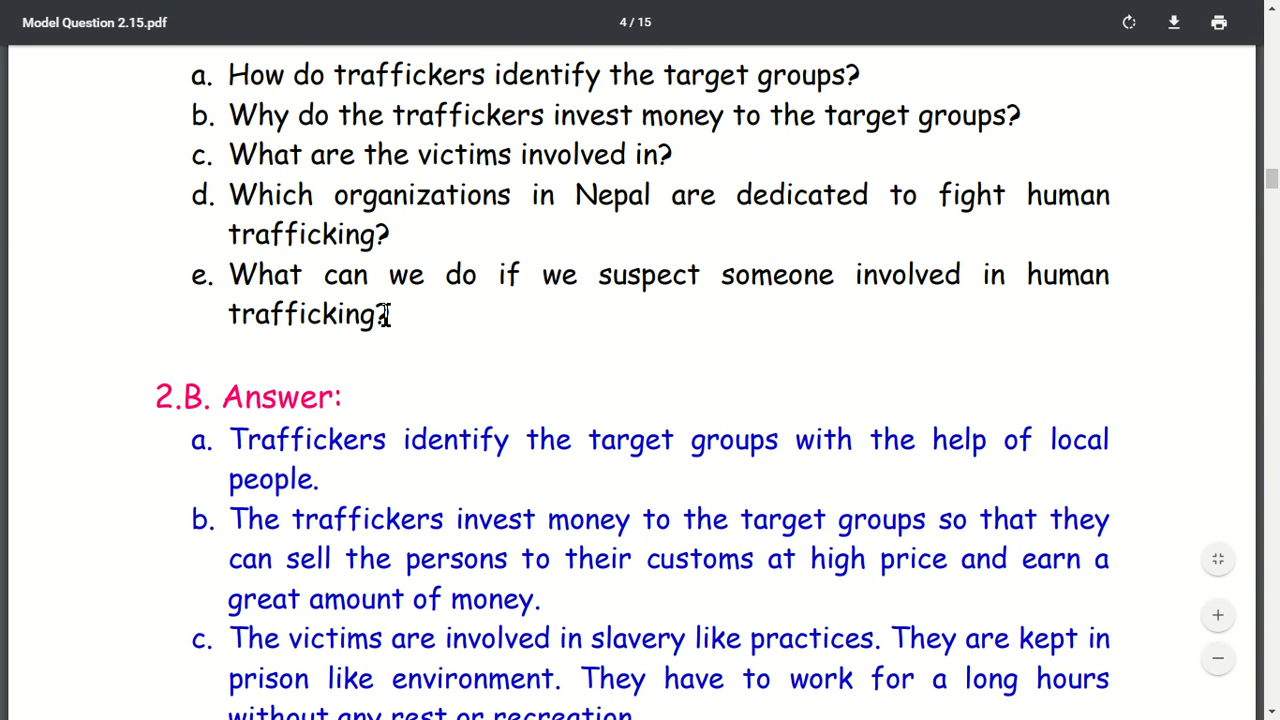 Model Question 2.15.pdf
4 / 15
a. How do traffickers identify the target groups?
b. Why do the traffickers invest money to the target groups?
c. What are the victims involved in?
d. Which organizations in Nepal are dedicated to fight human
trafficking?
e. What can we do if we suspect someone involved in human
trafficking?
2.B. Answer:
a. Traffickers identify the target groups with the help of local
people.
b. The traffickers invest money to the target groups so that they
can sell the persons to their customs at high price and earn a
great amount of money.
c. The victims are involved in slavery like practices. They are kept in
prison like environment. They have to work for a long hours
without any rest or recreation.